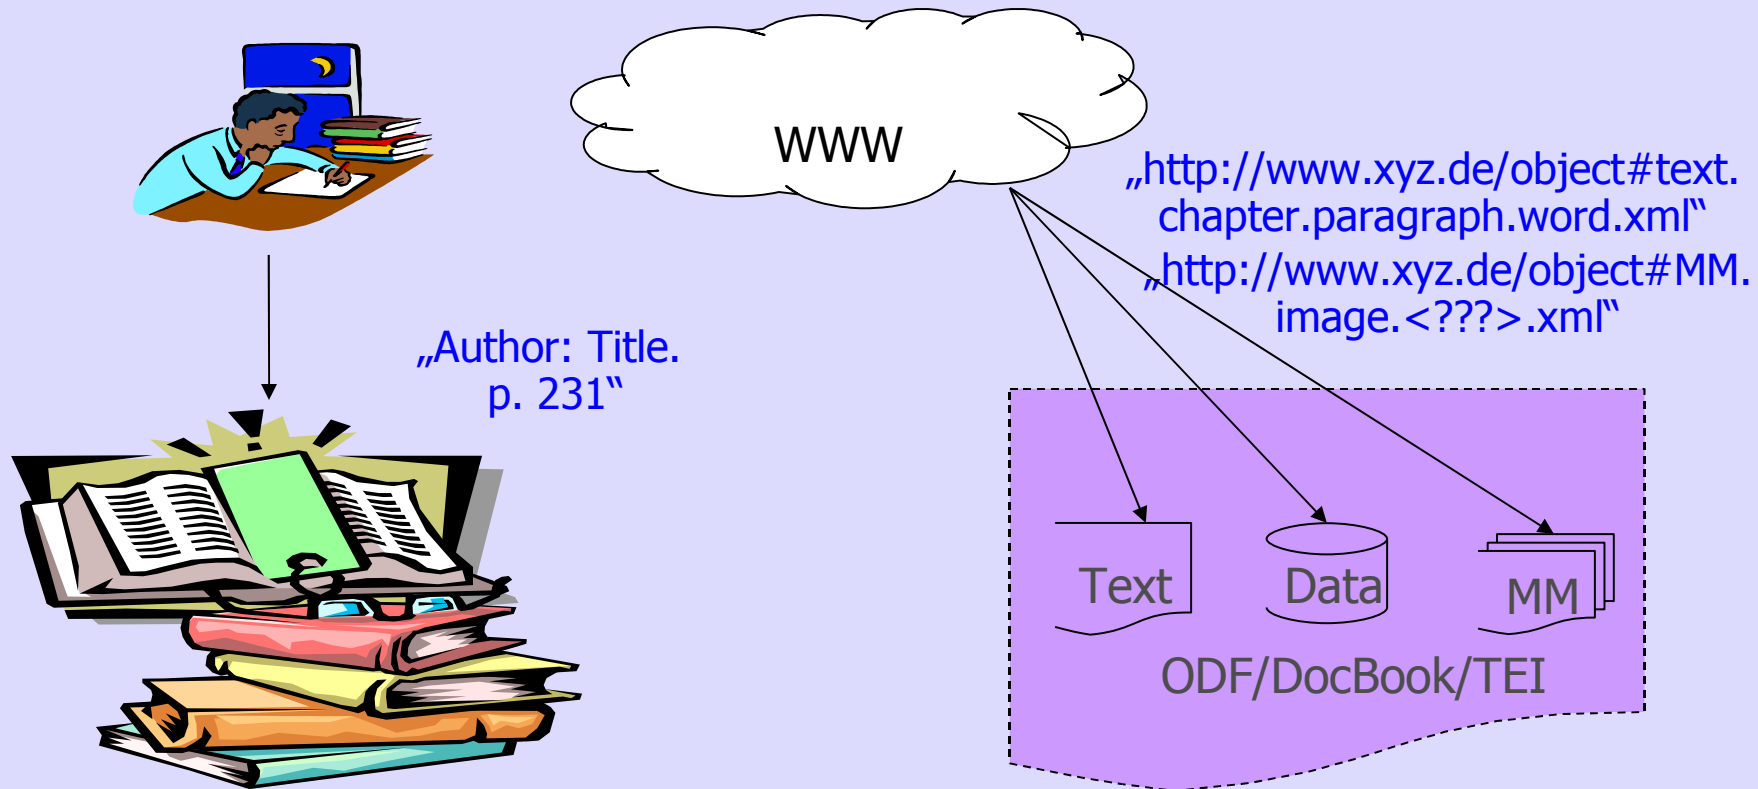 WWW
„http://www.xyz.de/object#text.
chapter.paragraph.word.xml“
„http://www.xyz.de/object#MM.
image.<???>.xml“
„Author: Title.
p. 231“
Text
Data
MM
ODF/DocBook/TEI